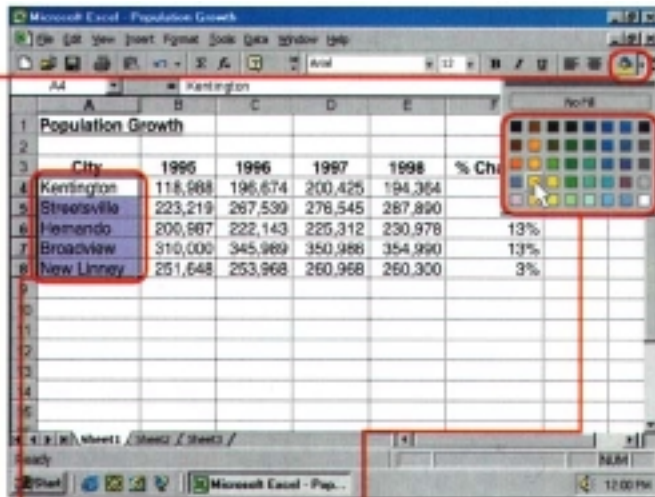 Microsoft Excel - Population Growth
File Edit View Insert Format Tools Data Window Help
Arial 12 B I U
A4 = Kentington
No Fill
A B C D E F
1 Population Growth
2
3 City 1995 1996 1997 1998 % Cha
4 Kentington 118,988 196,674 200,425 194,364
5 Streetsville 223,219 267,539 276,545 287,890
6 Hernando 200,987 222,143 225,312 230,978 13%
7 Broadview 310,000 345,989 350,986 354,990 13%
8 New Linney 251,648 253,968 260,968 260,300 3%
9
10
11
12
13
14
15
Sheet1 / Sheet2 / Sheet3 /
Ready NUM
Start Microsoft Excel - Pop... 12:00 PM